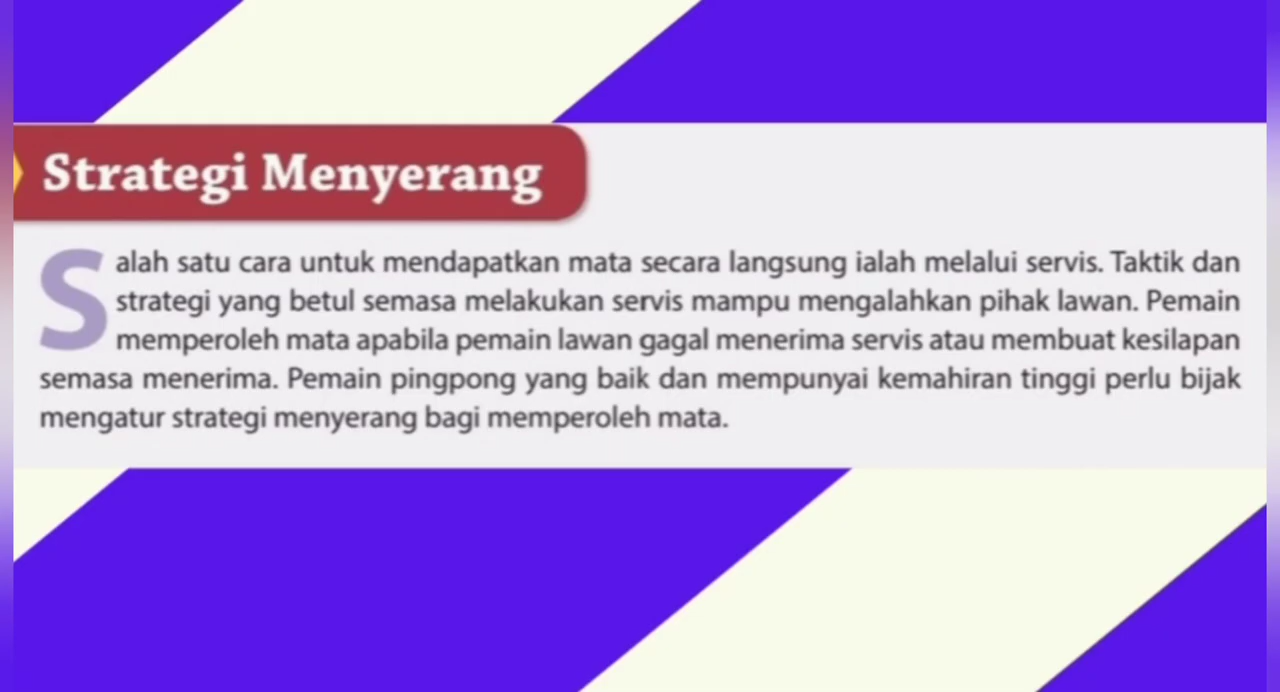 Strategi Menyerang
Salah satu cara untuk mendapatkan mata secara langsung ialah melalui servis. Taktik dan
strategi yang betul semasa melakukan servis mampu mengalahkan pihak lawan. Pemain
memperoleh mata apabila pemain lawan gagal menerima servis atau membuat kesilapan
semasa menerima. Pemain pingpong yang baik dan mempunyai kemahiran tinggi perlu bijak
mengatur strategi menyerang bagi memperoleh mata.